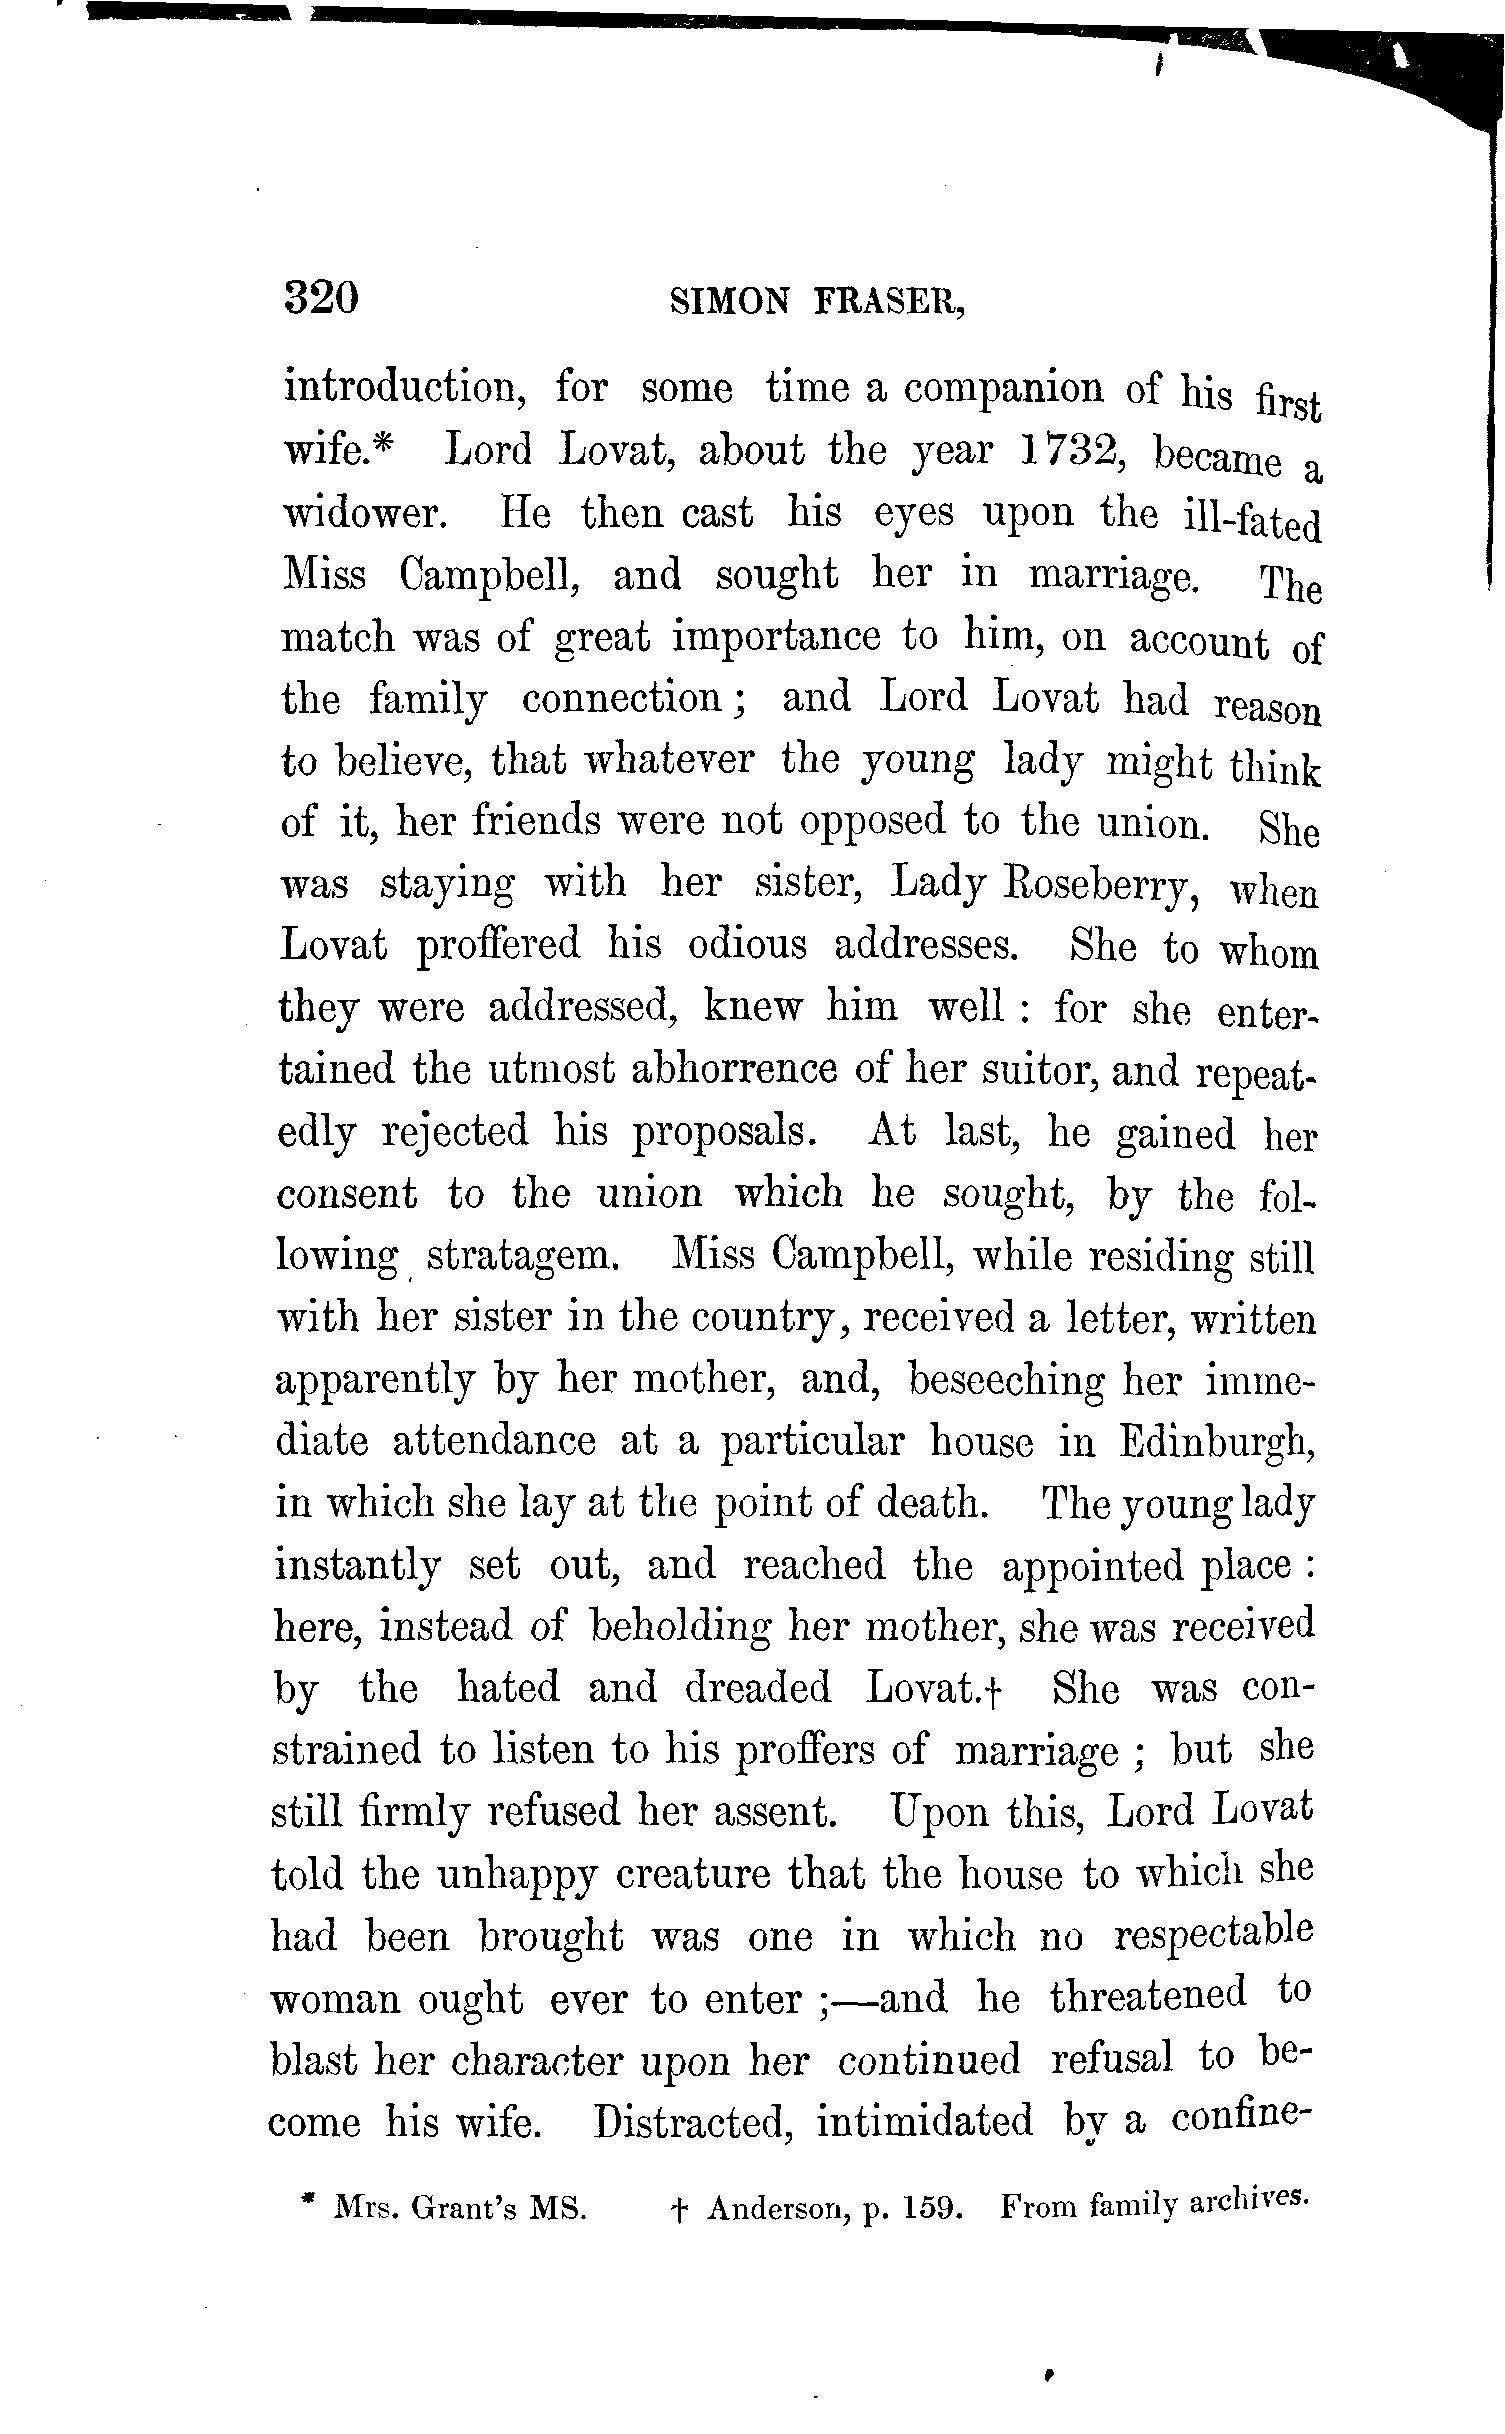 320 SIMON FRASER,
introduction, for some time a companion of his first
wife.* Lord Lovat, about the year 1732, became a
widower. He then cast his eyes upon the ill-fated
Miss Campbell, and sought her in marriage. The
match was of great importance to him, on account of
the family connection ; and Lord Lovat had reason
to believe, that whatever the young lady might think
of it, her friends were not opposed to the union. She
was staying with her sister, Lady Roseberry, when
Lovat proffered his odious addresses. She to whom
they were addressed, knew him well : for she enter-
tained the utmost abhorrence of her suitor, and repeat-
edly rejected his proposals. At last, he gained her
consent to the union which he sought, by the fol-
lowing stratagem. Miss Campbell, while residing still
with her sister in the country, received a letter, written
apparently by her mother, and, beseeching her imme-
diate attendance at a particular house in Edinburgh,
in which she lay at the point of death. The young lady
instantly set out, and reached the appointed place :
here, instead of beholding her mother, she was received
by the hated and dreaded Lovat.† She was con-
strained to listen to his proffers of marriage ; but she
still firmly refused her assent. Upon this, Lord Lovat
told the unhappy creature that the house to which she
had been brought was one in which no respectable
woman ought ever to enter ;—and he threatened to
blast her character upon her continued refusal to be-
come his wife. Distracted, intimidated by a confine-
* Mrs. Grant's MS. † Anderson, p. 159. From family archives.